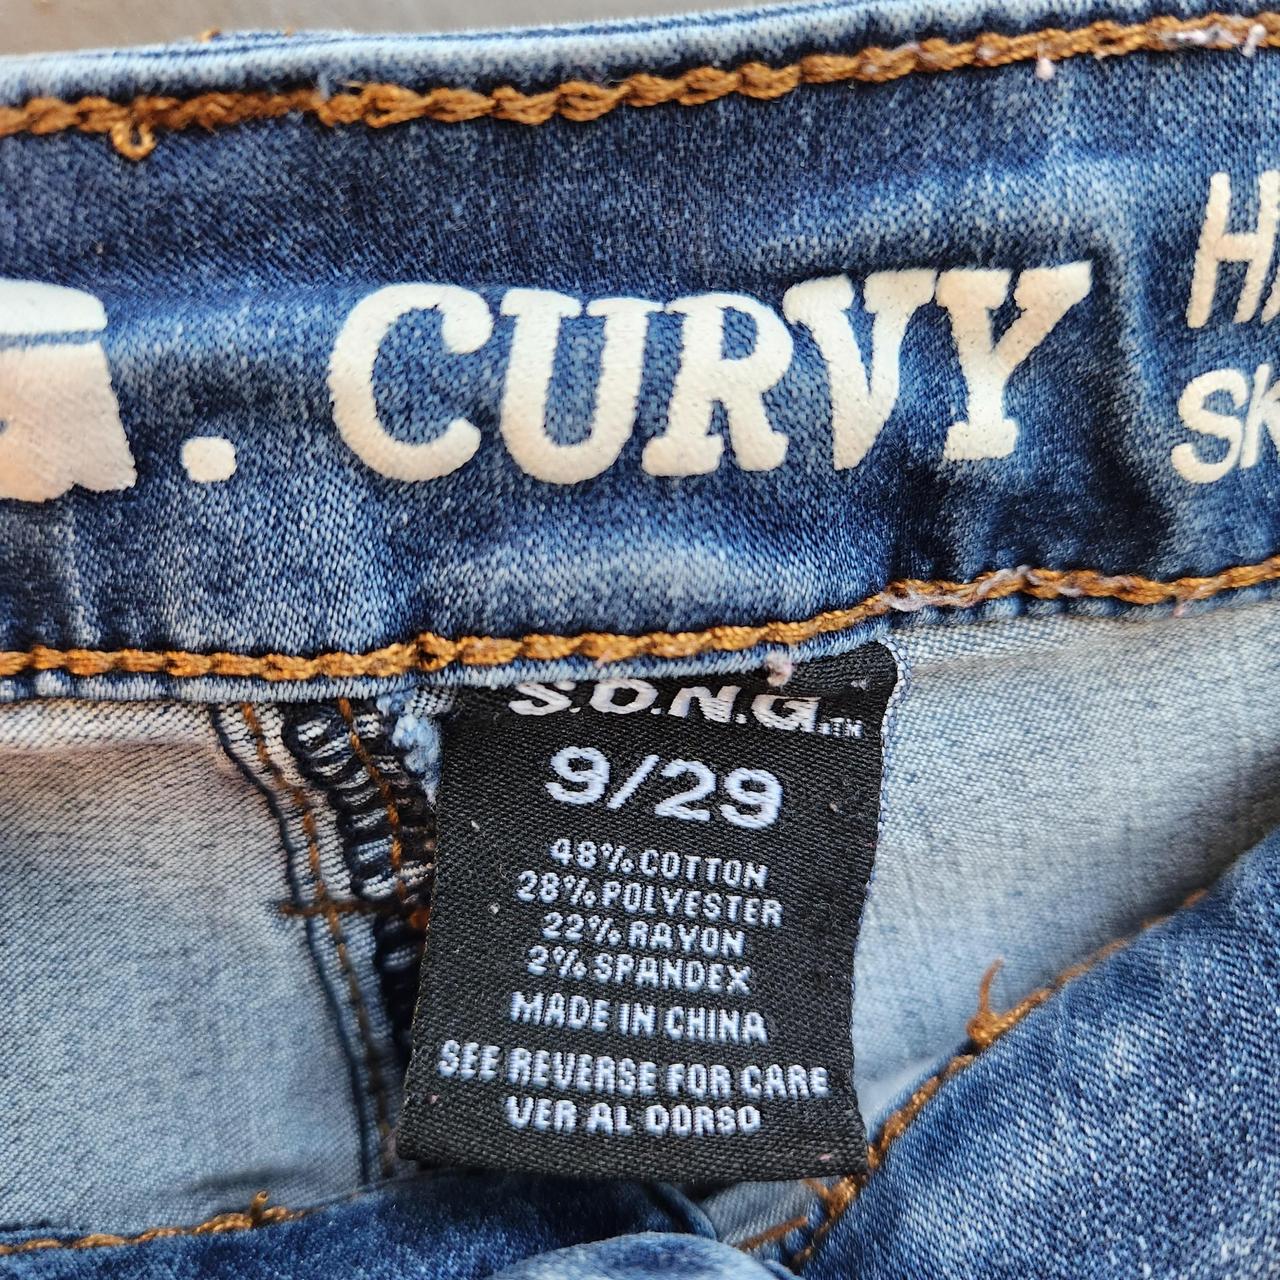 . CURVY
S.O.N.G.™
9/29
48% COTTON
28% POLYESTER
22% RAYON
2% SPANDEX
MADE IN CHINA
SEE REVERSE FOR CARE
VER AL DORSO